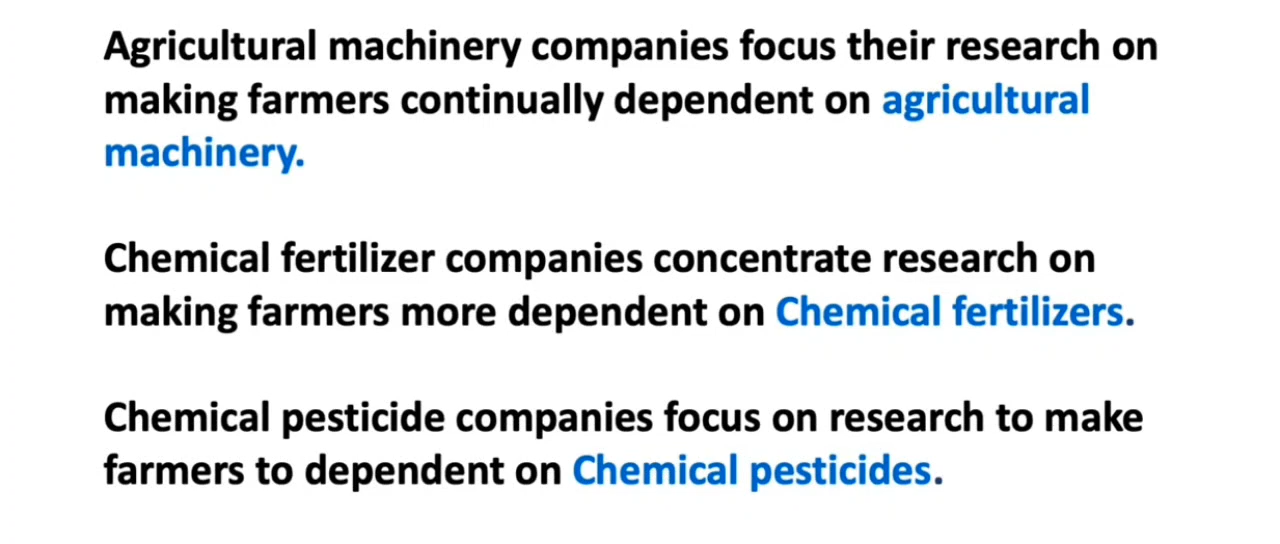 Agricultural machinery companies focus their research on
making farmers continually dependent on agricultural
machinery.
Chemical fertilizer companies concentrate research on
making farmers more dependent on Chemical fertilizers.
Chemical pesticide companies focus on research to make
farmers to dependent on Chemical pesticides.